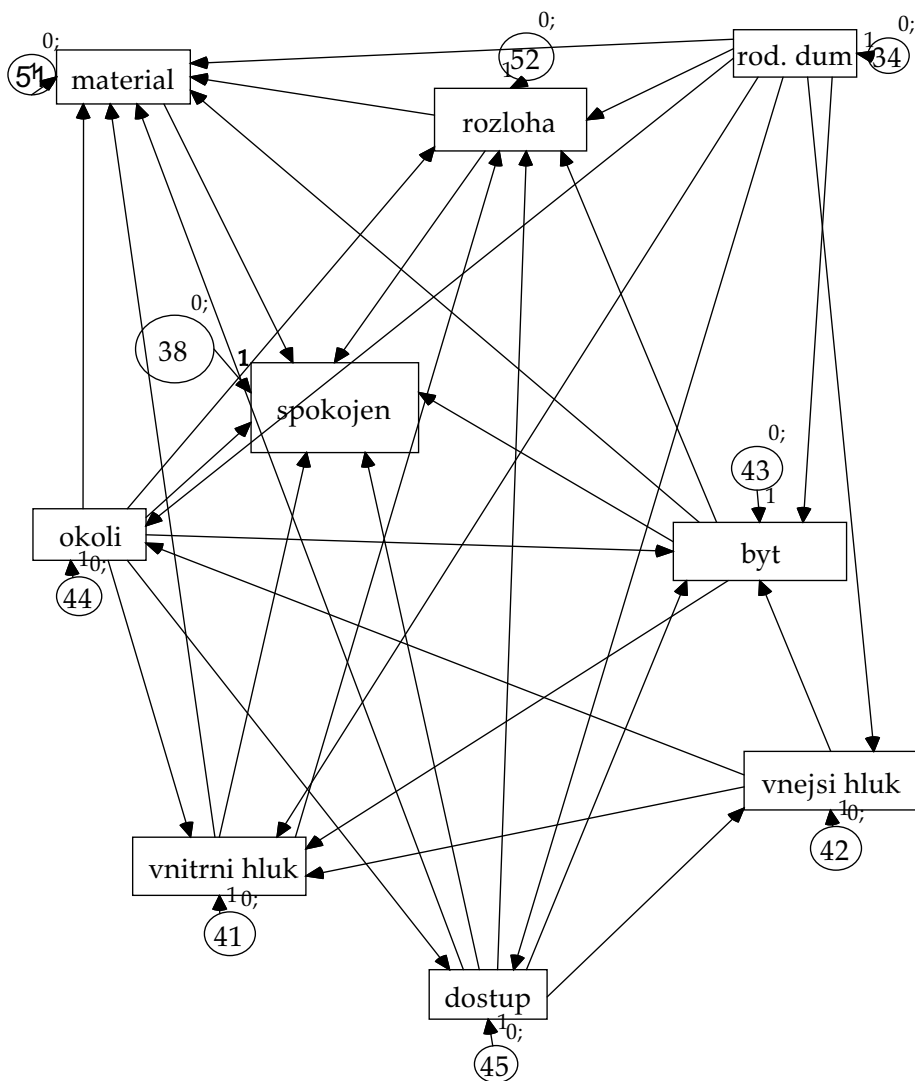 0;
0;
0;
1
34
rod. dum
52
1
51
material
rozloha
0;
38
1
spokojen
0;
43
1
okoli
byt
1
0;
44
vnejsi hluk
1
0;
42
vnitrni hluk
1
0;
41
dostup
1
0;
45